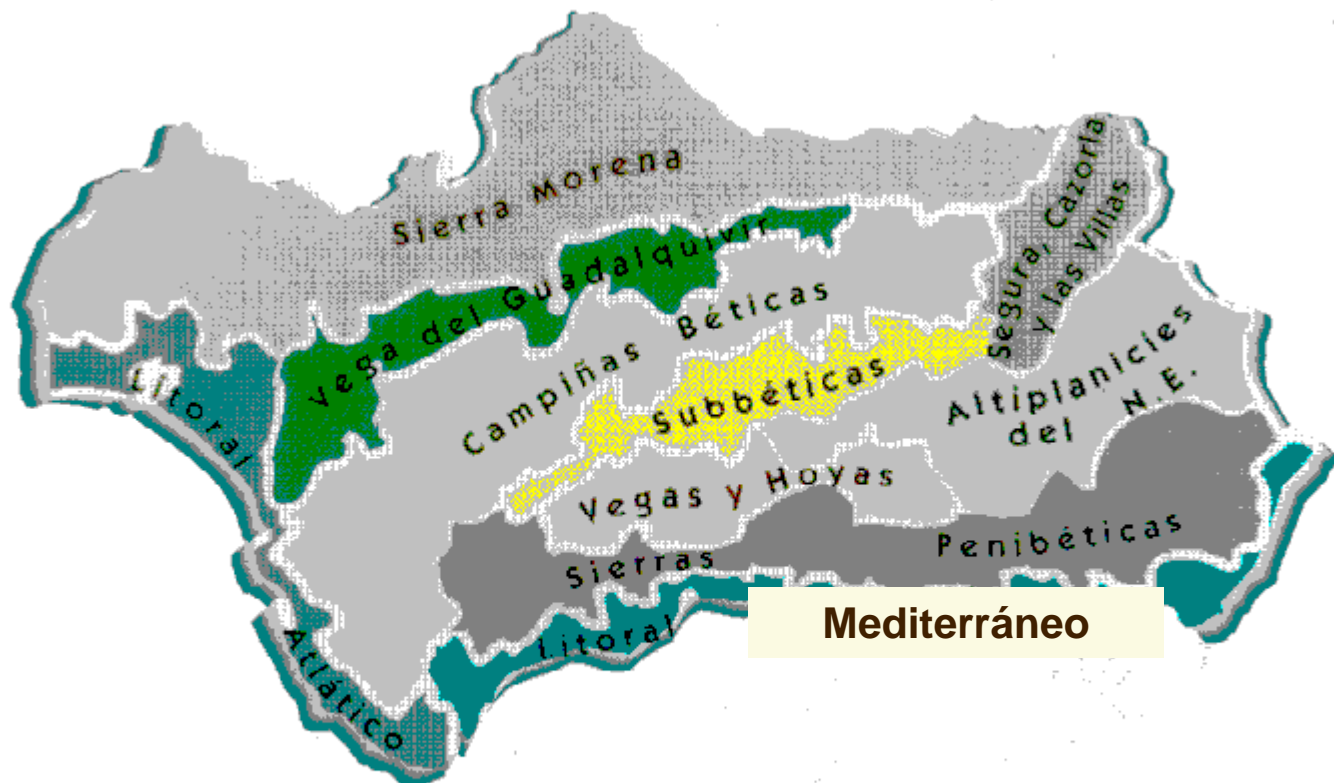 Sierra Morena
Segura, Cazorla
y las Villas
Vega del Guadalquivir
Campiñas Béticas
Subbéticas
Altiplanicies
del N.E.
Litoral
Atlático
Vegas y Hoyas
Sierras Penibéticas
Litoral
Mediterráneo